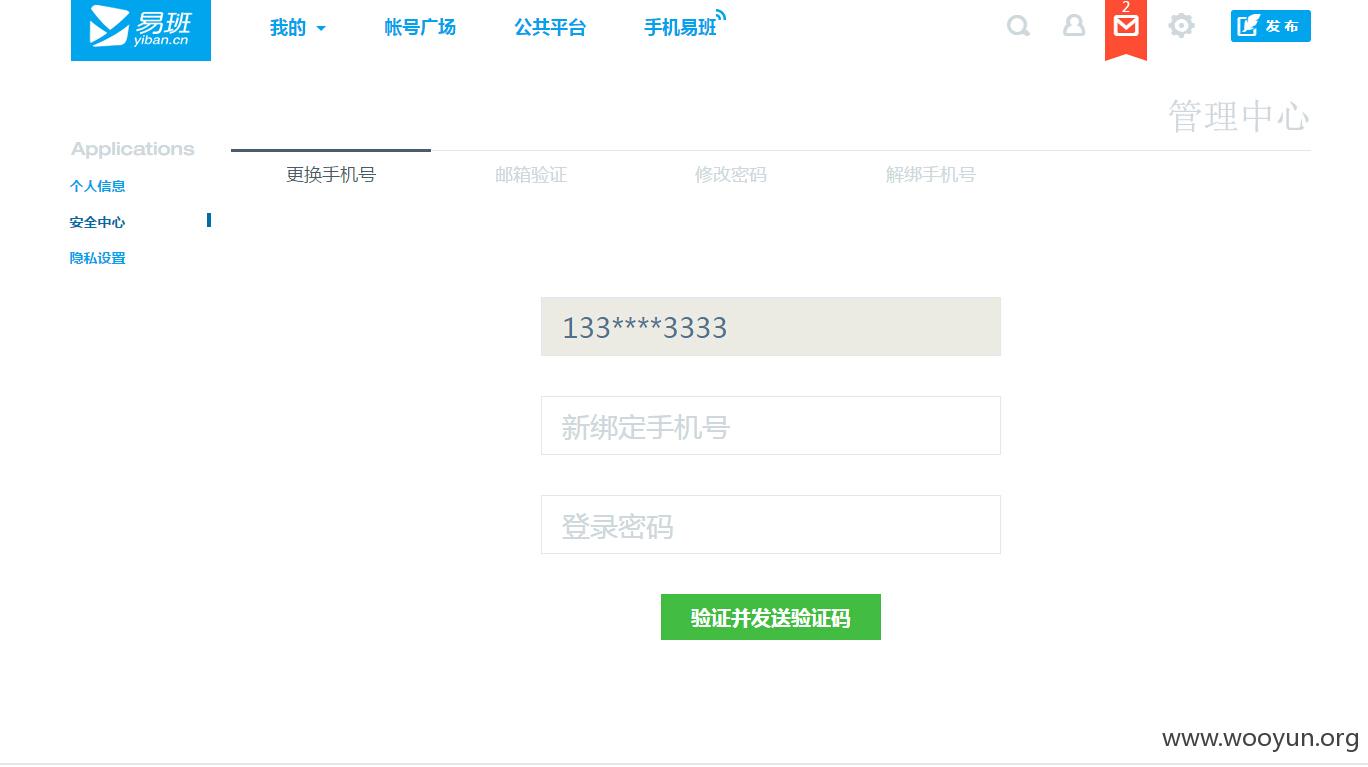 易班
yiban.cn
我的
帐号广场
公共平台
手机易班
2
发布
管理中心
Applications
个人信息
安全中心
隐私设置
更换手机号
邮箱验证
修改密码
解绑手机号
133****3333
新绑定手机号
登录密码
验证并发送验证码
www.wooyun.org